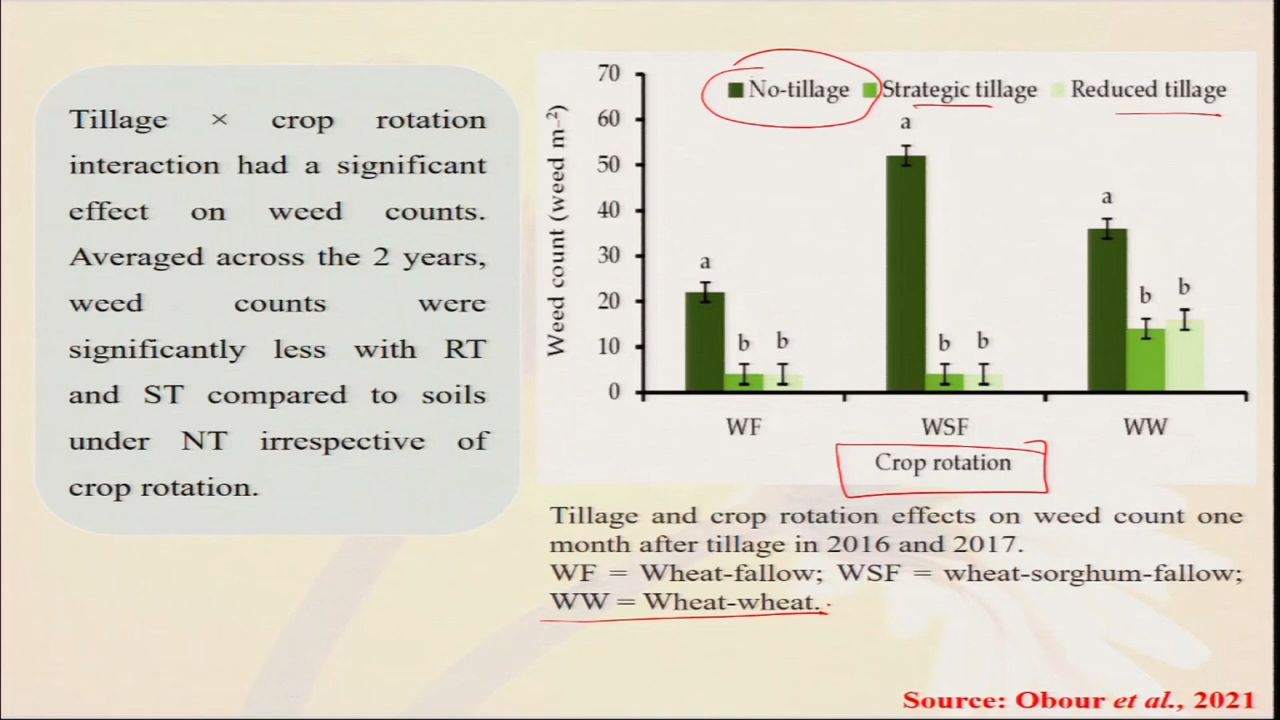 Tillage × crop rotation
interaction had a significant
effect on weed counts.
Averaged across the 2 years,
weed counts were
significantly less with RT
and ST compared to soils
under NT irrespective of
crop rotation.
No-tillage Strategic tillage Reduced tillage
Weed count (weed m⁻²)
70
60
50
40
30
20
10
0
a
b
b
a
b
b
a
b
b
WF WSF WW
Crop rotation
Tillage and crop rotation effects on weed count one
month after tillage in 2016 and 2017.
WF = Wheat-fallow; WSF = wheat-sorghum-fallow;
WW = Wheat-wheat.
Source: Obour et al., 2021